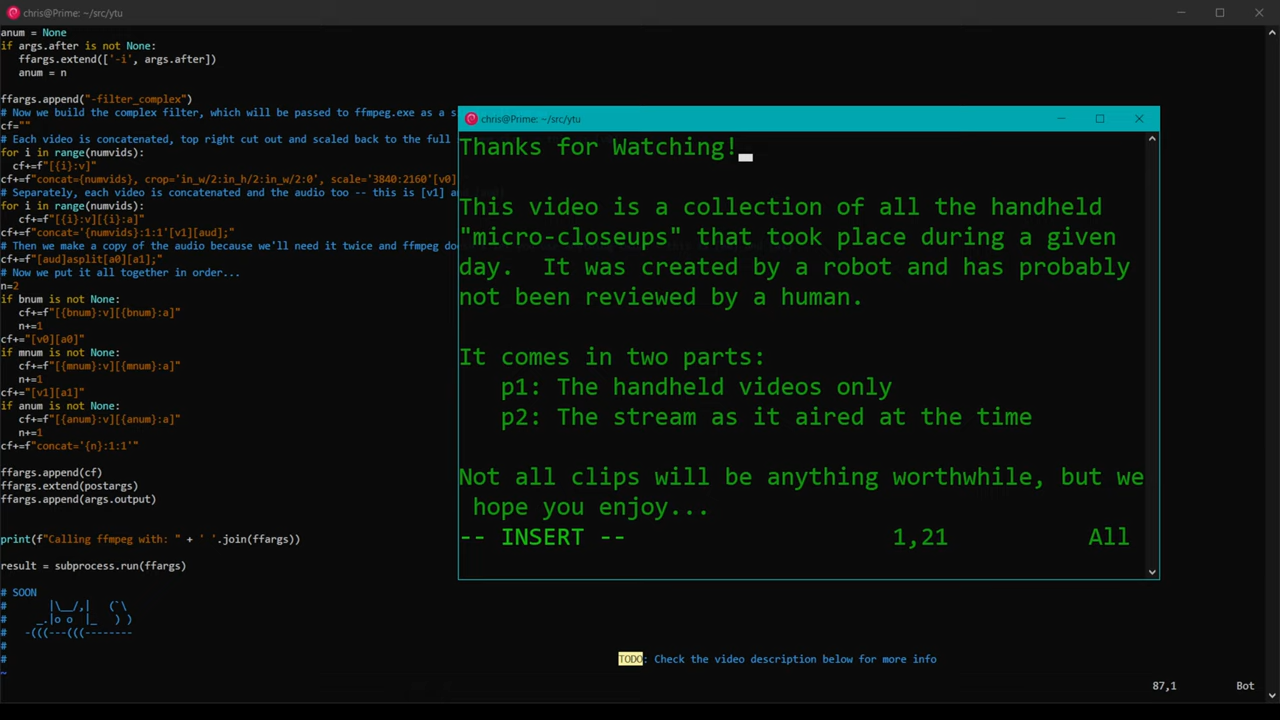 chris@Prime: ~/src/ytu
anum = None
if args.after is not None:
ffargs.extend(['-i', args.after])
anum = n
ffargs.append("-filter_complex")
# Now we build the complex filter, which will be passed to ffmpeg.exe as a s
cf=""
# Each video is concatenated, top right cut out and scaled back to the full
for i in range(numvids):
cf+=f"[{i}:v]"
cf+=f"concat={numvids}, crop='in_w/2:in_h/2:in_w/2:0', scale='3840:2160'[v0]
# Separately, each video is concatenated and the audio too -- this is [v1] a
for i in range(numvids):
cf+=f"[{i}:v][{i}:a]"
cf+=f"concat='{numvids}:1:1'[v1][aud];"
# Then we make a copy of the audio because we'll need it twice and ffmpeg do
cf+=f"[aud]asplit[a0][a1];"
# Now we put it all together in order...
n=2
if bnum is not None:
cf+=f"[{bnum}:v][{bnum}:a]"
n+=1
cf+="[v0][a0]"
if mnum is not None:
cf+=f"[{mnum}:v][{mnum}:a]"
n+=1
cf+="[v1][a1]"
if anum is not None:
cf+=f"[{anum}:v][{anum}:a]"
n+=1
cf+=f"concat='{n}:1:1'"
ffargs.append(cf)
ffargs.extend(postargs)
ffargs.append(args.output)
print(f"Calling ffmpeg with: " + ' '.join(ffargs))
result = subprocess.run(ffargs)
# SOON
#      |\__/,|   (`\
#    _.|o o  |_   ) )
#  -(((---(((--------
#
#
~
chris@Prime: ~/src/ytu
Thanks for Watching!
This video is a collection of all the handheld
"micro-closeups" that took place during a given
day.  It was created by a robot and has probably
not been reviewed by a human.
It comes in two parts:
p1: The handheld videos only
p2: The stream as it aired at the time
Not all clips will be anything worthwhile, but we
hope you enjoy...
-- INSERT -- 1,21 All
TODO: Check the video description below for more info
87,1 Bot